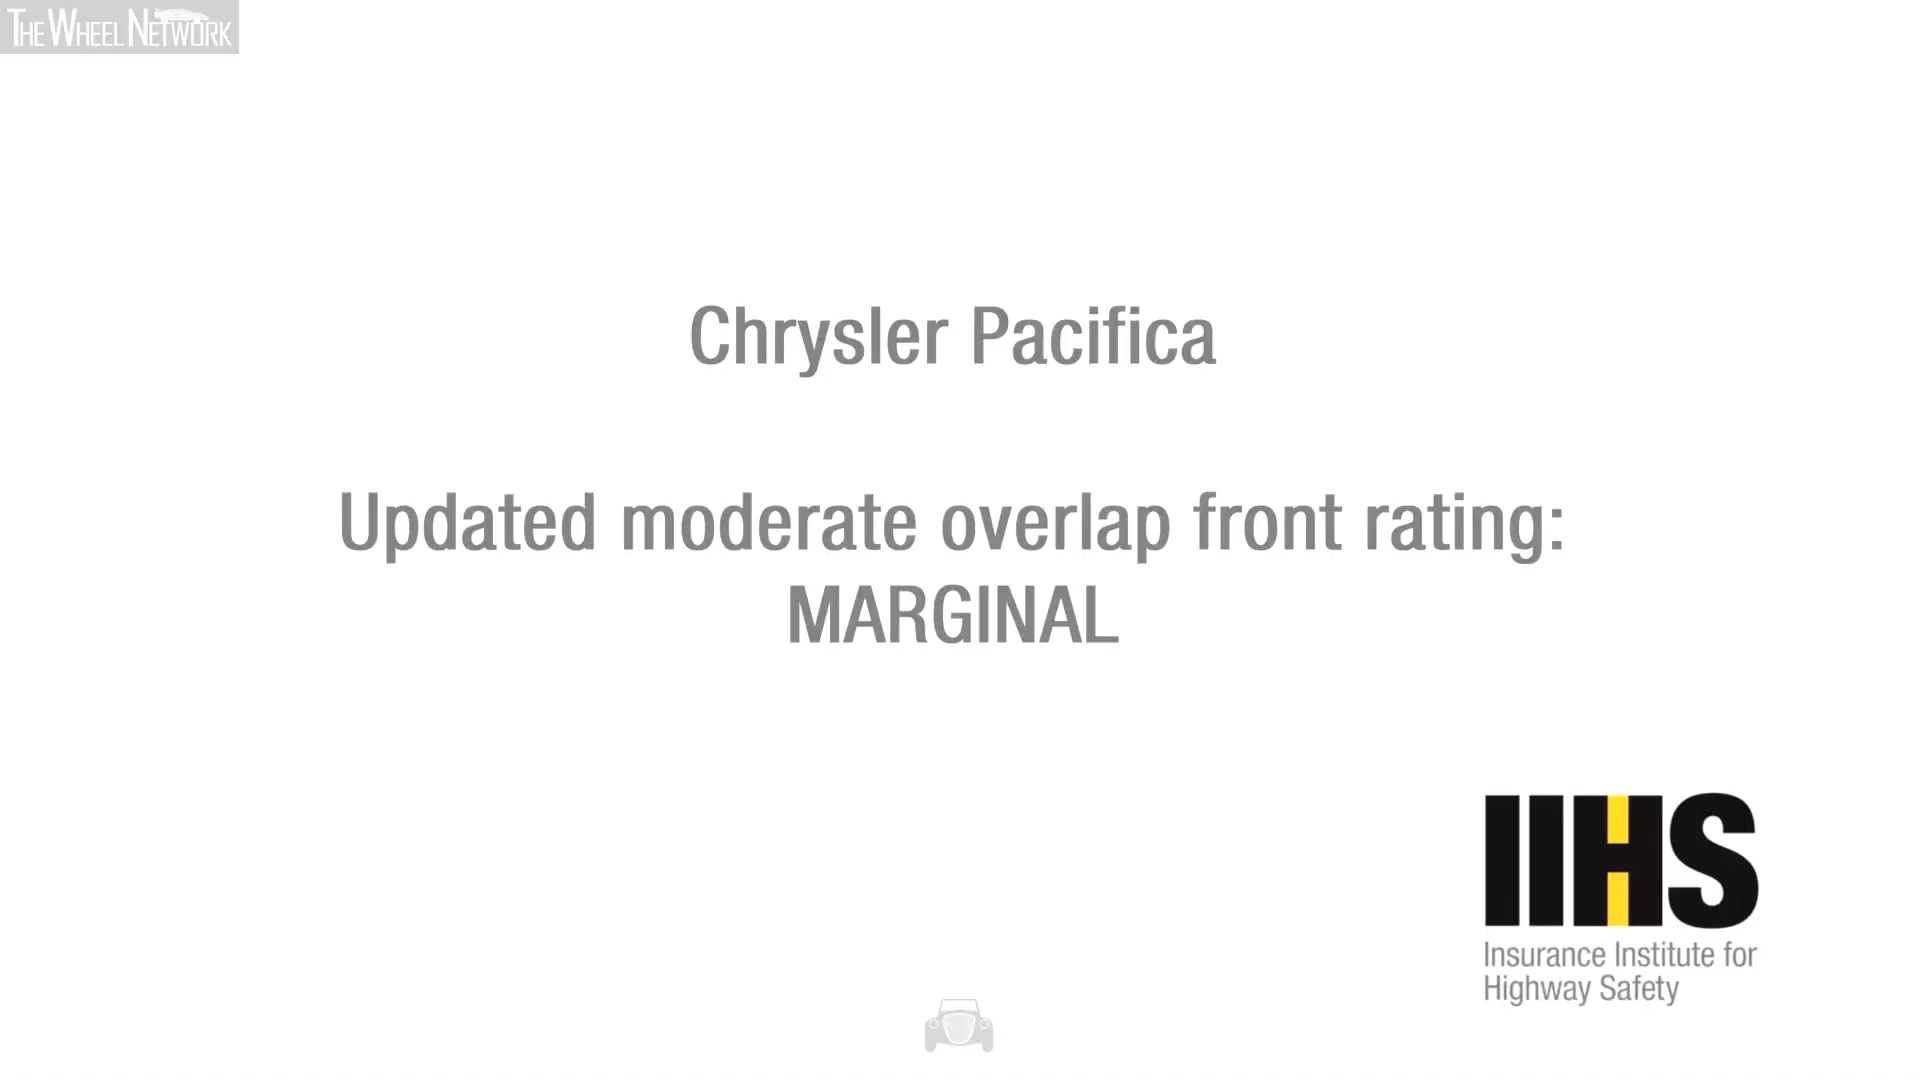 THE WHEEL NETWORK
Chrysler Pacifica
Updated moderate overlap front rating:
MARGINAL
IIHS
Insurance Institute for
Highway Safety